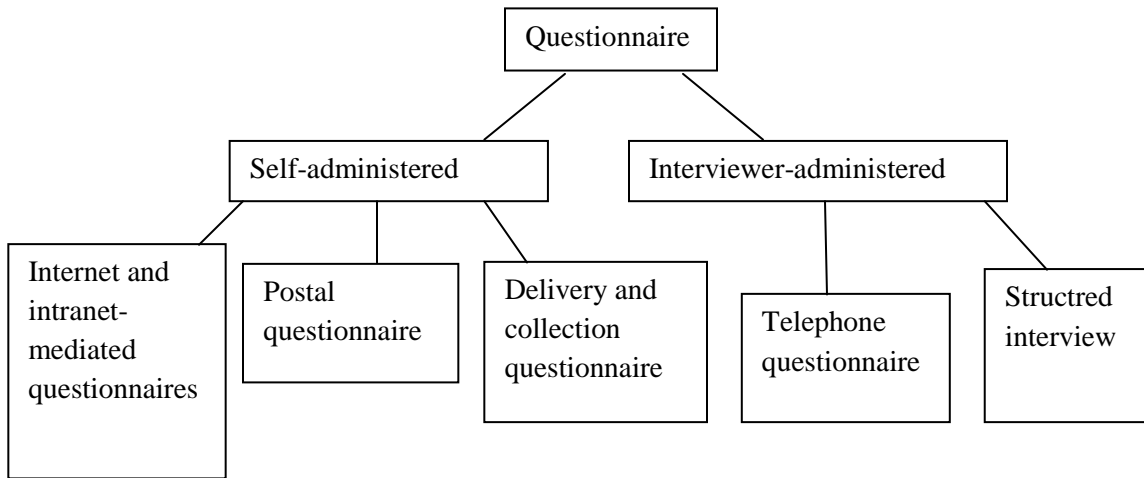 Questionnaire
Self-administered
Interviewer-administered
Internet and
intranet-
mediated
questionnaires
Postal
questionnaire
Delivery and
collection
questionnaire
Telephone
questionnaire
Structred
interview